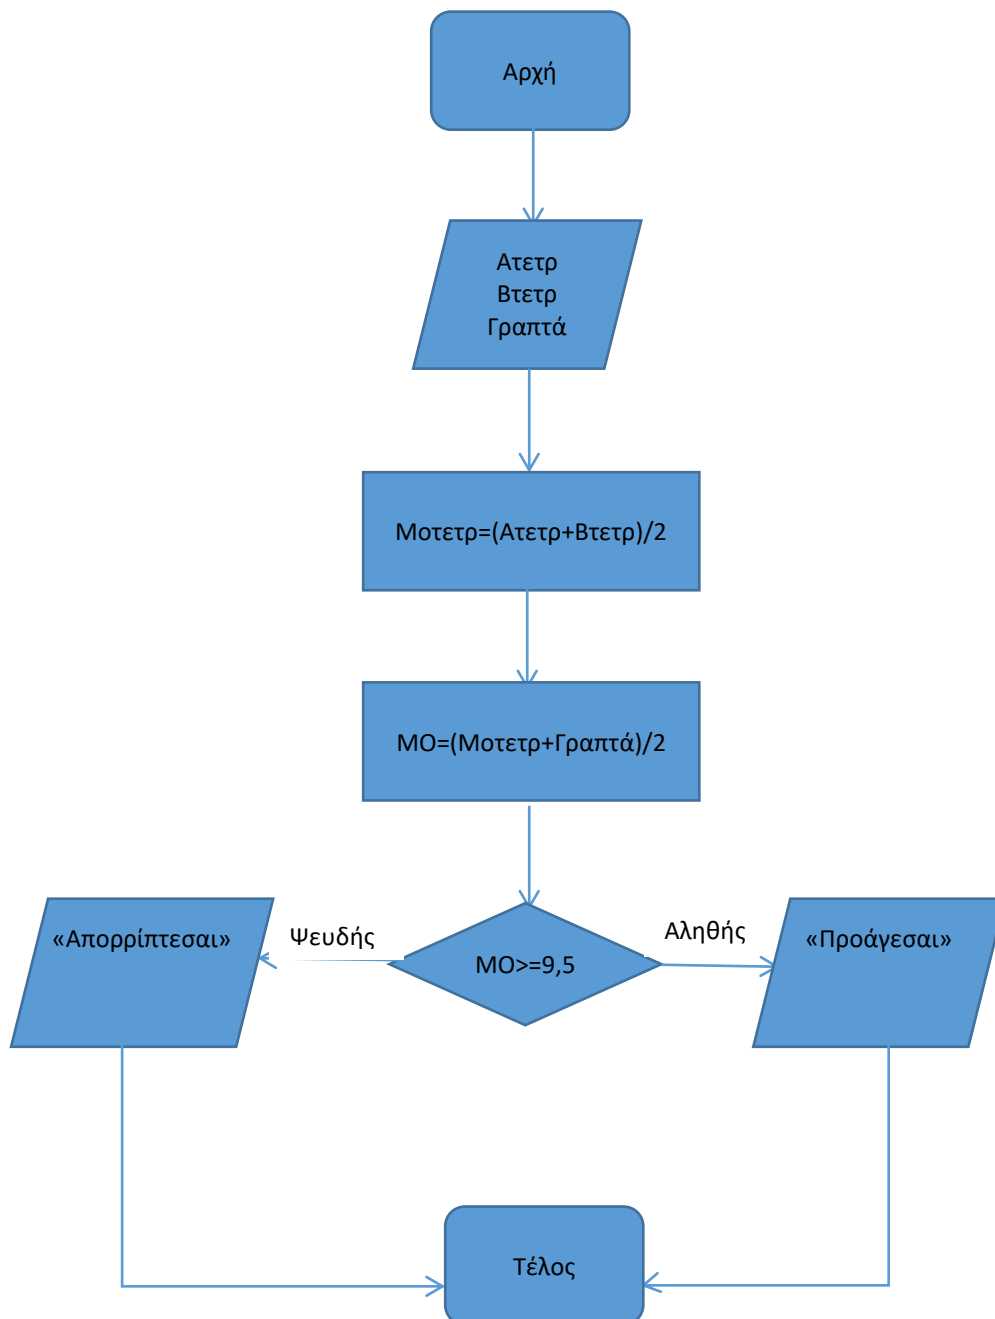 Αρχή
Ατετρ
Βτετρ
Γραπτά
Μοτετρ=(Ατετρ+Βτετρ)/2
ΜΟ=(Μοτετρ+Γραπτά)/2
«Απορρίπτεσαι»
Ψευδής
ΜΟ>=9,5
Αληθής
«Προάγεσαι»
Τέλος